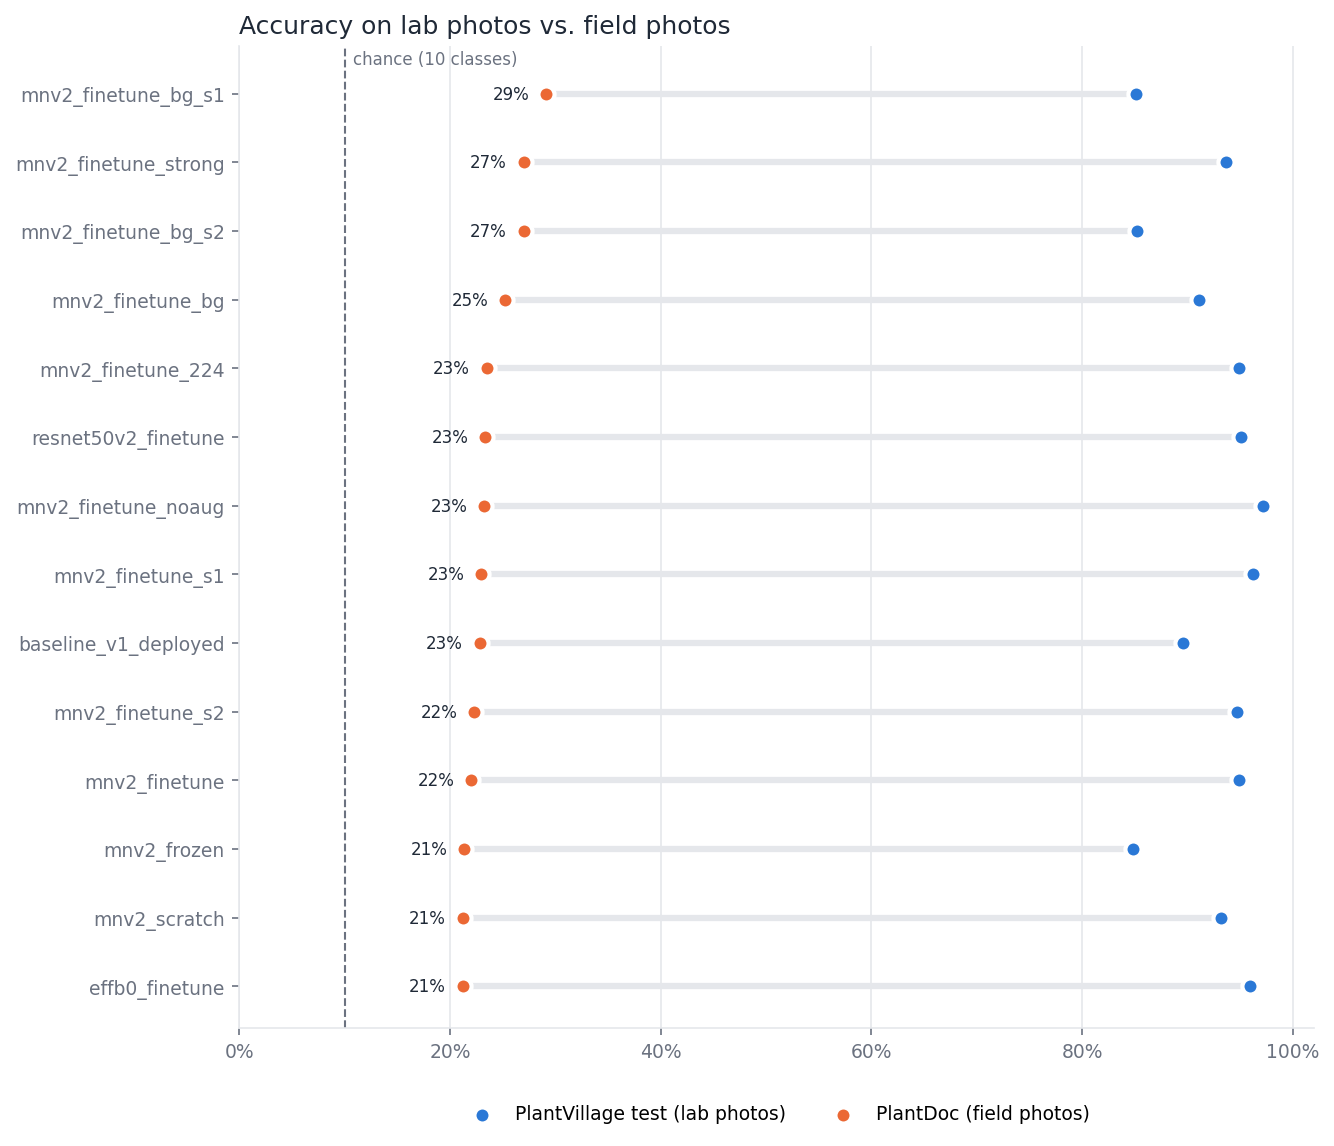 Accuracy on lab photos vs. field photos
chance (10 classes)
mnv2_finetune_bg_s1
29%
mnv2_finetune_strong
27%
mnv2_finetune_bg_s2
27%
mnv2_finetune_bg
25%
mnv2_finetune_224
23%
resnet50v2_finetune
23%
mnv2_finetune_noaug
23%
mnv2_finetune_s1
23%
baseline_v1_deployed
23%
mnv2_finetune_s2
22%
mnv2_finetune
22%
mnv2_frozen
21%
mnv2_scratch
21%
effb0_finetune
21%
0% 20% 40% 60% 80% 100%
PlantVillage test (lab photos) PlantDoc (field photos)